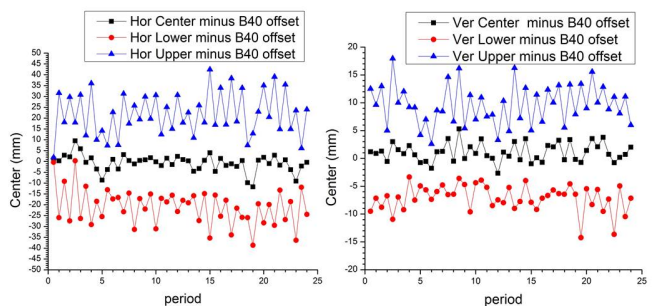 Hor Center minus B40 offset
Hor Lower minus B40 offset
Hor Upper minus B40 offset
50
45
40
35
30
25
20
15
10
5
0
-5
-10
-15
-20
-25
-30
-35
-40
-45
-50
Center (mm)
0 5 10 15 20 25
period
Ver Center minus B40 offset
Ver Lower minus B40 offset
Ver Upper minus B40 offset
20
15
10
5
0
-5
-10
-15
-20
Center (mm)
0 5 10 15 20 25
period